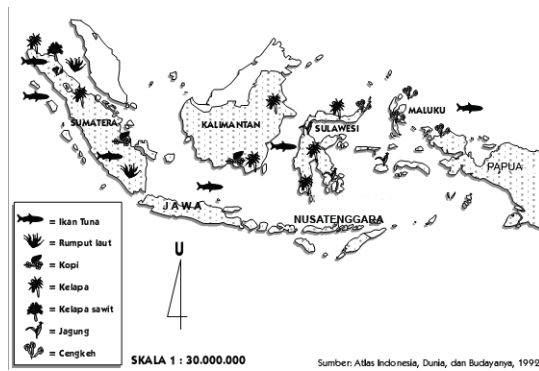 MALUKU
SUMATERA
KALIMANTAN
SULAWESI
PAPUA
JAWA
NUSATENGGARA
= Ikan Tuna
= Rumput laut
= Kopi
= Kelapa
= Kelapa sawit
= Jagung
= Cengkeh
U
SKALA 1 : 30.000.000
Sumber: Atlas Indonesia, Dunia, dan Budayanya, 1992